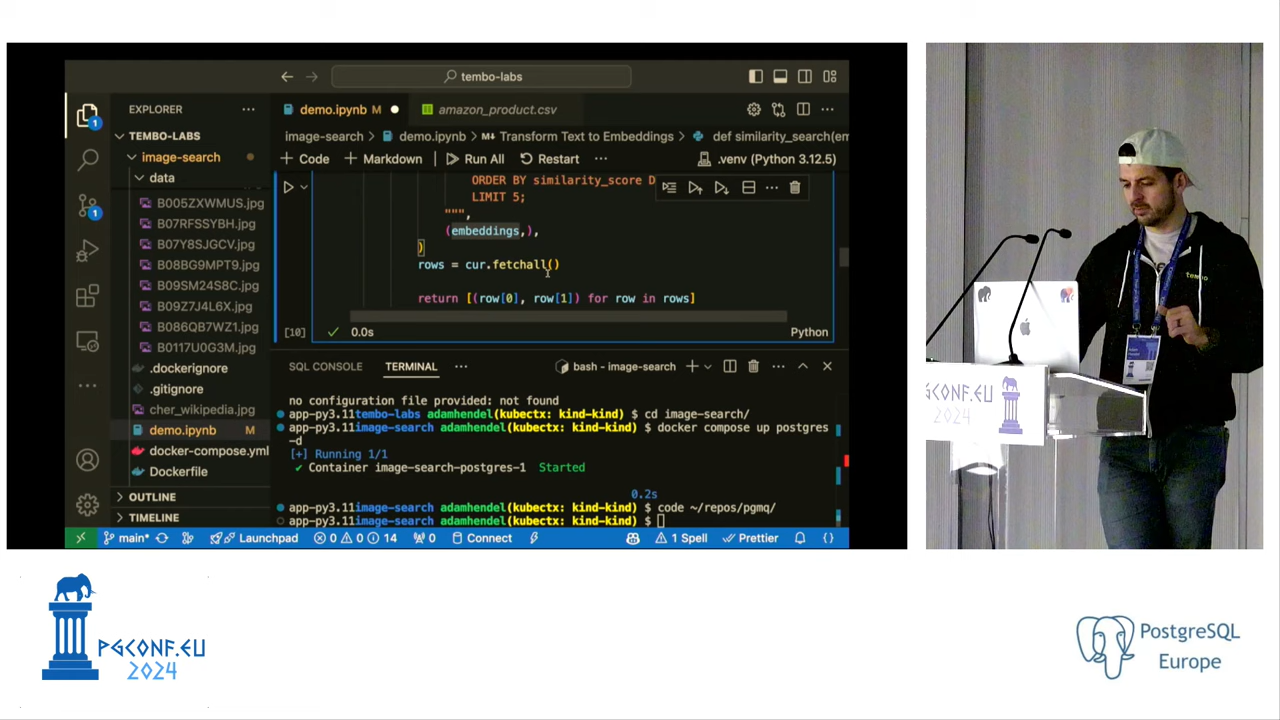 tembo-labs
EXPLORER
demo.ipynb M
amazon_product.csv
TEMBO-LABS
image-search > demo.ipynb > M↓ Transform Text to Embeddings > def similarity_search(em
image-search
+ Code + Markdown Run All Restart ··· .venv (Python 3.12.5)
data
ORDER BY similarity_score D
LIMIT 5;
""",
(embeddings,),
)
rows = cur.fetchall()
return [(row[0], row[1]) for row in rows]
[10] 0.0s Python
B005ZXWMUS.jpg
B07RFSSYBH.jpg
B07Y8SJGCV.jpg
B08BG9MPT9.jpg
B09SM24S8C.jpg
B09Z7J4L6X.jpg
B086QB7WZ1.jpg
B0117U0G3M.jpg
.dockerignore
.gitignore
cher_wikipedia.jpg
demo.ipynb M
docker-compose.yml
Dockerfile
OUTLINE
TIMELINE
1
1
SQL CONSOLE TERMINAL ··· bash - image-search
no configuration file provided: not found
app-py3.11tembo-labs adamhendel(kubectx: kind-kind) $ cd image-search/
app-py3.11image-search adamhendel(kubectx: kind-kind) $ docker compose up postgres
-d
[+] Running 1/1
✔ Container image-search-postgres-1 Started
0.2s
app-py3.11image-search adamhendel(kubectx: kind-kind) $ code ~/repos/pgmq/
app-py3.11image-search adamhendel(kubectx: kind-kind) $
main* Launchpad 0 0 14 0 Connect 1 Spell Prettier {}
tembo
PGCONF.EU
2024
PGCONF.EU
2024
PostgreSQL
Europe